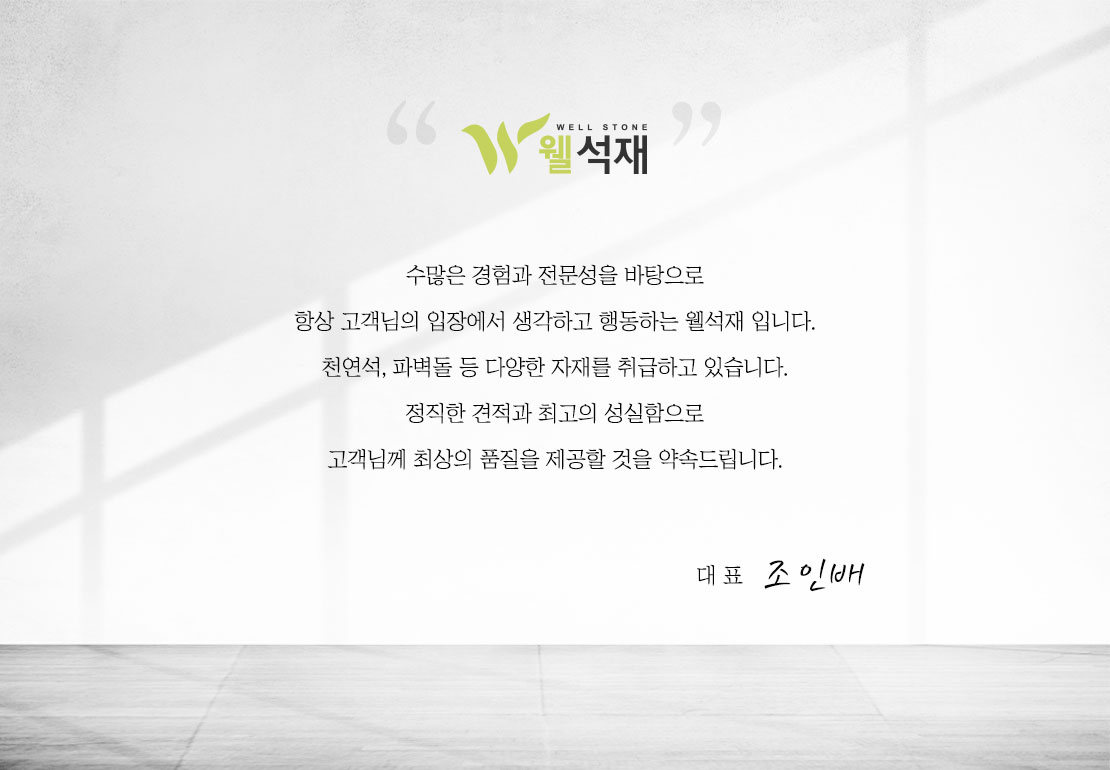 “ W WELL STONE ”
웰석재
수많은 경험과 전문성을 바탕으로
항상 고객님의 입장에서 생각하고 행동하는 웰석재 입니다.
천연석, 파벽돌 등 다양한 자재를 취급하고 있습니다.
정직한 견적과 최고의 성실함으로
고객님께 최상의 품질을 제공할 것을 약속드립니다.
대표 조인배